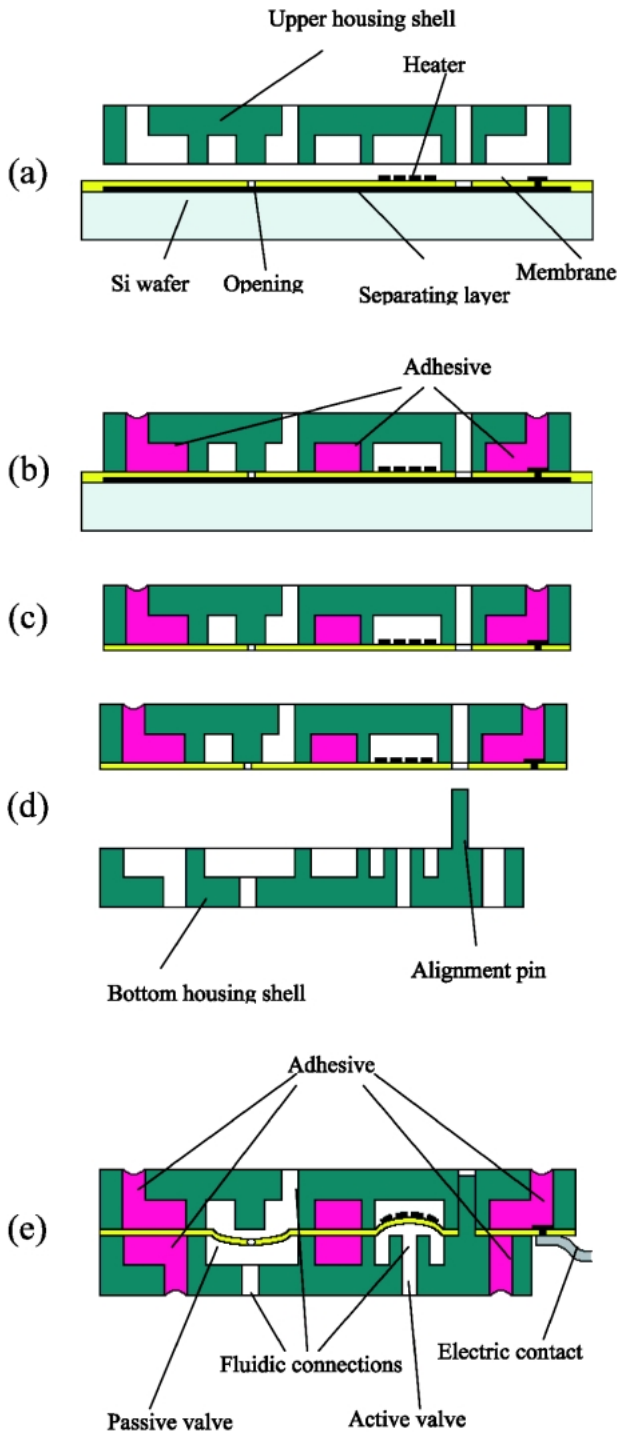 Upper housing shell
Heater
(a)
Si wafer
Opening
Separating layer
Membrane
Adhesive
(b)
(c)
(d)
Bottom housing shell
Alignment pin
Adhesive
(e)
Fluidic connections
Electric contact
Passive valve
Active valve